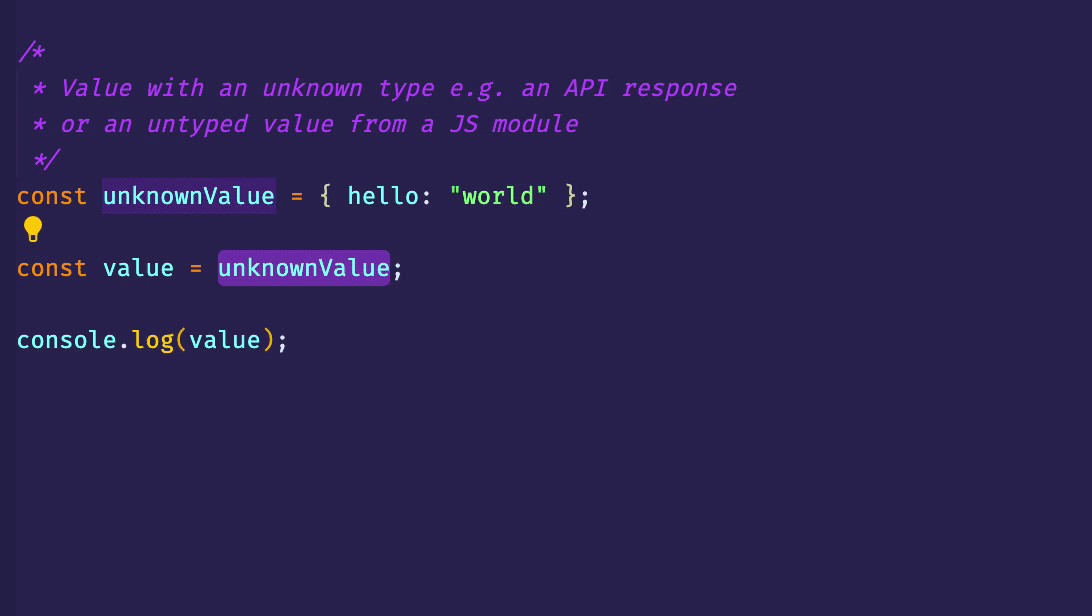 /*
* Value with an unknown type e.g. an API response
* or an untyped value from a JS module
*/
const unknownValue = { hello: "world" };
const value = unknownValue;
console.log(value);